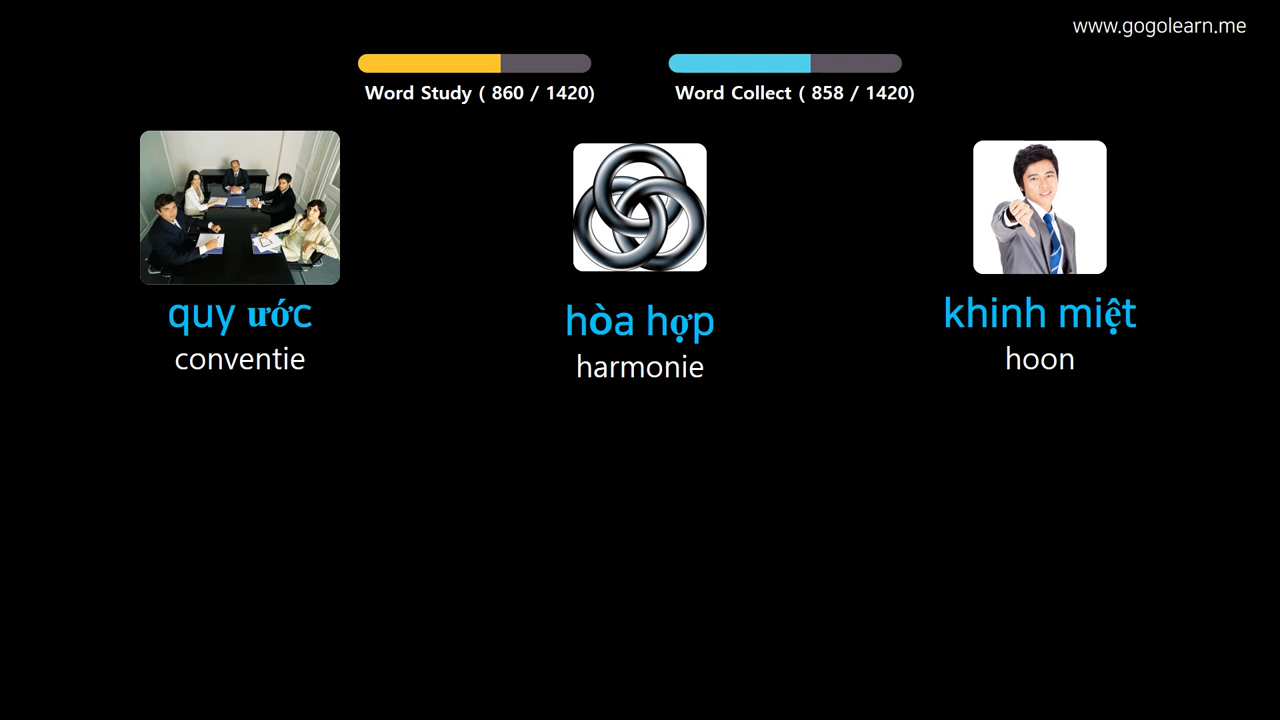 www.gogolearn.me
Word Study ( 860 / 1420)
Word Collect ( 858 / 1420)
quy ước
conventie
hòa hợp
harmonie
khinh miệt
hoon